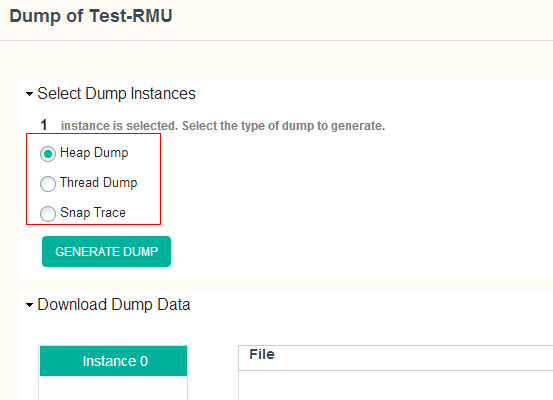 Dump of Test-RMU
Select Dump Instances
1 instance is selected. Select the type of dump to generate.
Heap Dump
Thread Dump
Snap Trace
GENERATE DUMP
Download Dump Data
Instance 0
File